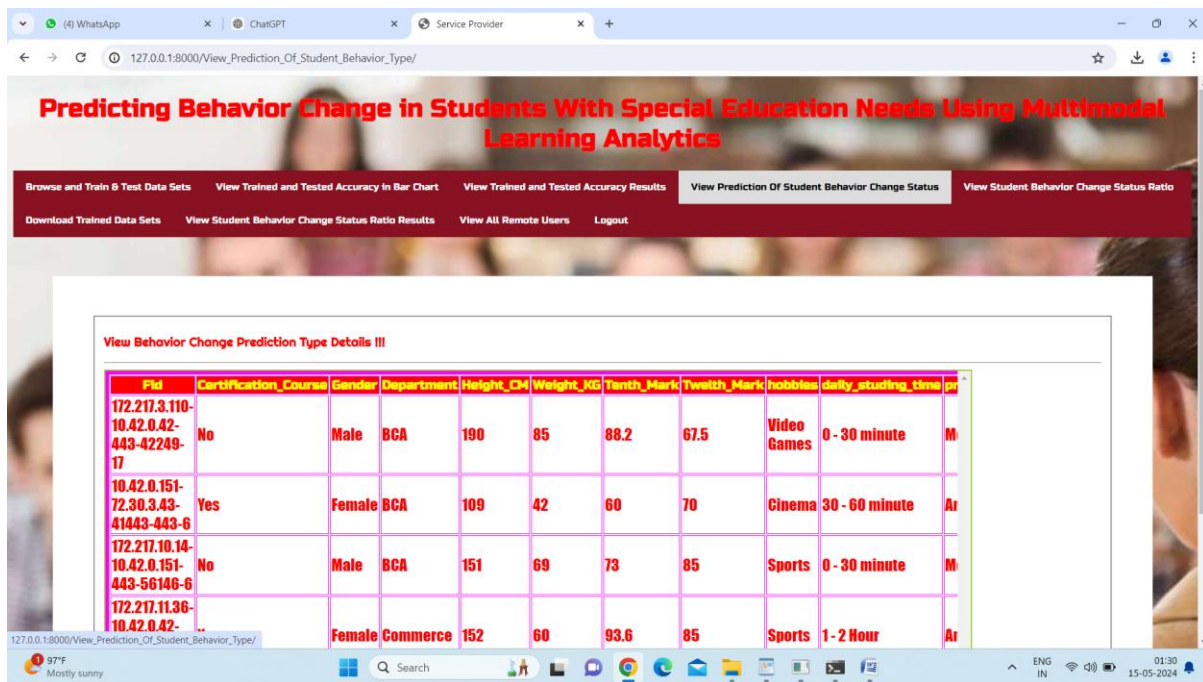 (4) WhatsApp
ChatGPT
Service Provider
127.0.0.1:8000/View_Prediction_Of_Student_Behavior_Type/
Predicting Behavior Change in Students With Special Education Needs Using Multimodal
Learning Analytics
Browse and Train & Test Data Sets View Trained and Tested Accuracy in Bar Chart View Trained and Tested Accuracy Results View Prediction Of Student Behavior Change Status View Student Behavior Change Status Ratio
Download Trained Data Sets View Student Behavior Change Status Ratio Results View All Remote Users Logout
View Behavior Change Prediction Type Details !!!
Fid Certification_Course Gender Department Height_CM Weight_KG Tenth_Mark Twelth_Mark hobbies daily_studing_time
172.217.3.110-
10.42.0.42-
443-42249-
17
No Male BCA 190 85 88.2 67.5
Video
Games
0 - 30 minute
10.42.0.151-
72.30.3.43-
41443-443-6
Yes Female BCA 109 42 60 70 Cinema 30 - 60 minute
172.217.10.14-
10.42.0.151-
443-56146-6
No Male BCA 151 69 73 85 Sports 0 - 30 minute
172.217.11.36-
10.42.0.42-
Female Commerce 152 60 93.6 85 Sports 1 - 2 Hour
127.0.0.1:8000/View_Prediction_Of_Student_Behavior_Type/
1
97°F
Mostly sunny
Search
ENG
IN
01:30
15-05-2024